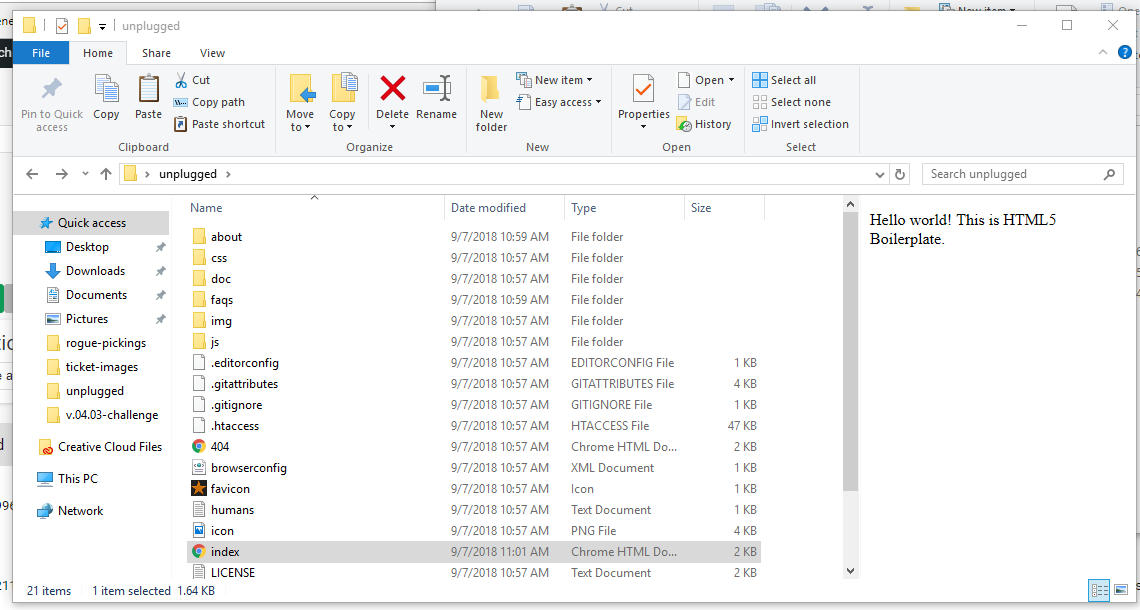 unplugged
File Home Share View
Pin to Quick access
Copy
Paste
Cut
Copy path
Paste shortcut
Clipboard
Move to
Copy to
Delete
Rename
Organize
New folder
New item
Easy access
New
Properties
Open
Edit
History
Open
Select all
Select none
Invert selection
Select
unplugged
Search unplugged
Quick access
Desktop
Downloads
Documents
Pictures
rogue-pickings
ticket-images
unplugged
v.04.03-challenge
Creative Cloud Files
This PC
Network
Name Date modified Type Size
about 9/7/2018 10:59 AM File folder
css 9/7/2018 10:57 AM File folder
doc 9/7/2018 10:57 AM File folder
faqs 9/7/2018 10:59 AM File folder
img 9/7/2018 10:57 AM File folder
js 9/7/2018 10:57 AM File folder
.editorconfig 9/7/2018 10:57 AM EDITORCONFIG File 1 KB
.gitattributes 9/7/2018 10:57 AM GITATTRIBUTES File 4 KB
.gitignore 9/7/2018 10:57 AM GITIGNORE File 1 KB
.htaccess 9/7/2018 10:57 AM HTACCESS File 47 KB
404 9/7/2018 10:57 AM Chrome HTML Do... 2 KB
browserconfig 9/7/2018 10:57 AM XML Document 1 KB
favicon 9/7/2018 10:57 AM Icon 1 KB
humans 9/7/2018 10:57 AM Text Document 1 KB
icon 9/7/2018 10:57 AM PNG File 4 KB
index 9/7/2018 11:01 AM Chrome HTML Do... 2 KB
LICENSE 9/7/2018 10:57 AM Text Document 2 KB
Hello world! This is HTML5
Boilerplate.
21 items 1 item selected 1.64 KB